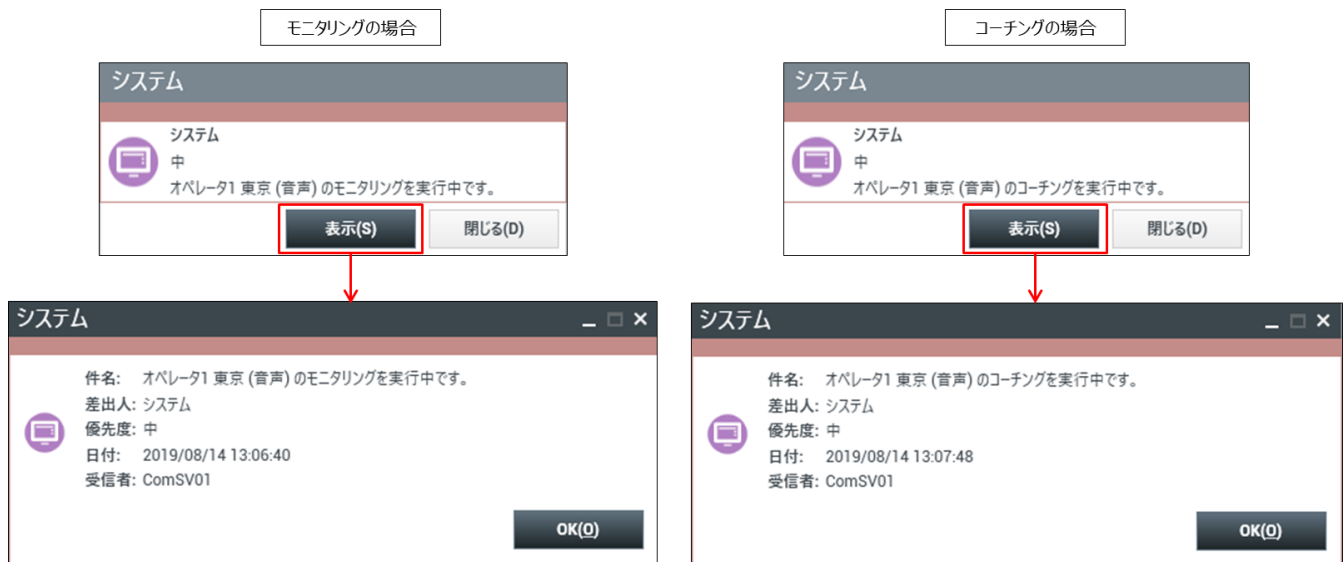 モニタリングの場合
システム
システム
中
オペレータ1 東京 (音声) のモニタリングを実行中です。
表示(S)
閉じる(D)
システム
件名: オペレータ1 東京 (音声) のモニタリングを実行中です。
差出人: システム
優先度: 中
日付: 2019/08/14 13:06:40
受信者: ComSV01
OK(O)
コーチングの場合
システム
システム
中
オペレータ1 東京 (音声) のコーチングを実行中です。
表示(S)
閉じる(D)
システム
件名: オペレータ1 東京 (音声) のコーチングを実行中です。
差出人: システム
優先度: 中
日付: 2019/08/14 13:07:48
受信者: ComSV01
OK(O)